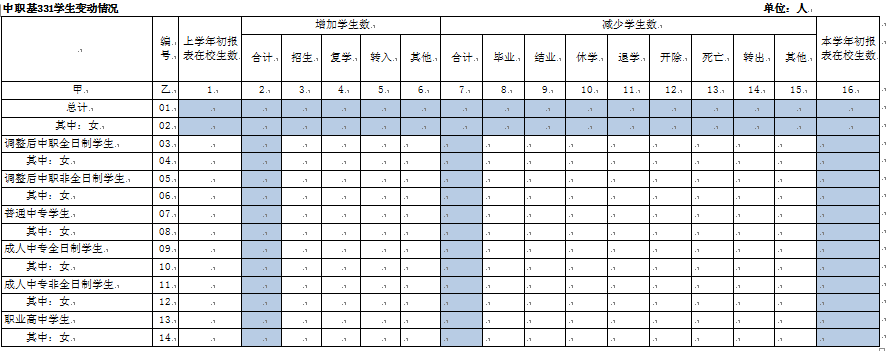 中职基331学生变动情况 单位：人
编号 上学年初报表在校生数 增加学生数 减少学生数 本学年初报表在校生数
合计 招生 复学 转入 其他 合计 毕业 结业 休学 退学 开除 死亡 转出 其他
甲 乙 1 2 3 4 5 6 7 8 9 10 11 12 13 14 15 16
总计 01
其中：女 02
调整后中职全日制学生 03
其中：女 04
调整后中职非全日制学生 05
其中：女 06
普通中专学生 07
其中：女 08
成人中专全日制学生 09
其中：女 10
成人中专非全日制学生 11
其中：女 12
职业高中学生 13
其中：女 14